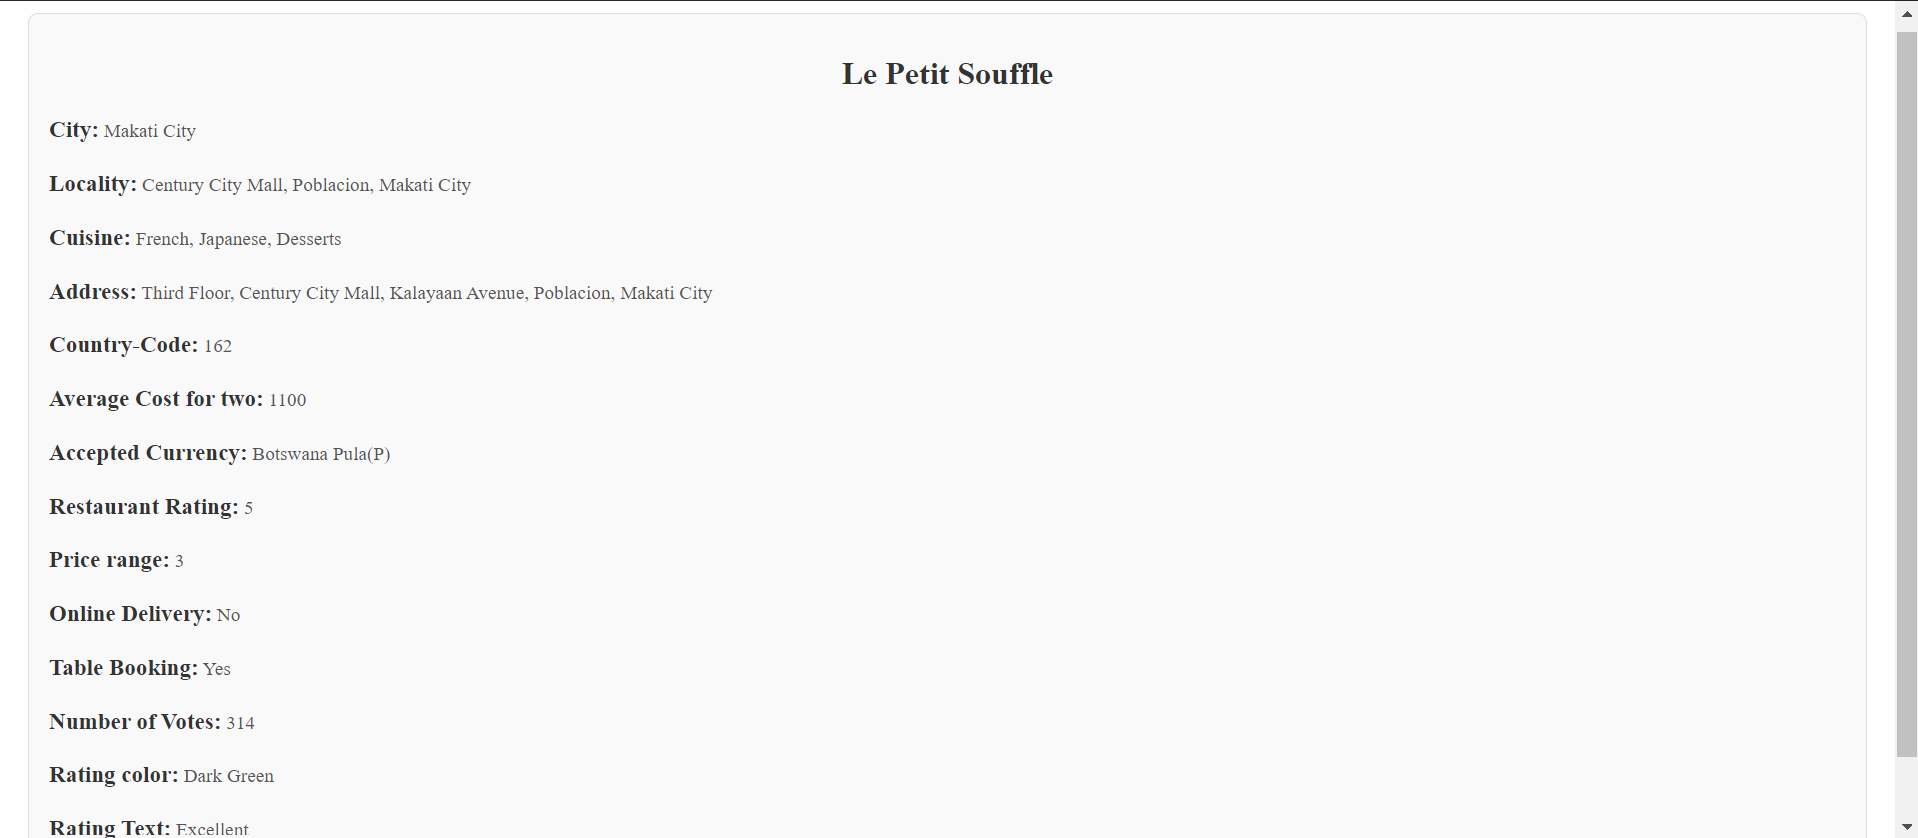 Le Petit Souffle
City: Makati City
Locality: Century City Mall, Poblacion, Makati City
Cuisine: French, Japanese, Desserts
Address: Third Floor, Century City Mall, Kalayaan Avenue, Poblacion, Makati City
Country-Code: 162
Average Cost for two: 1100
Accepted Currency: Botswana Pula(P)
Restaurant Rating: 5
Price range: 3
Online Delivery: No
Table Booking: Yes
Number of Votes: 314
Rating color: Dark Green
Rating Text: Excellent